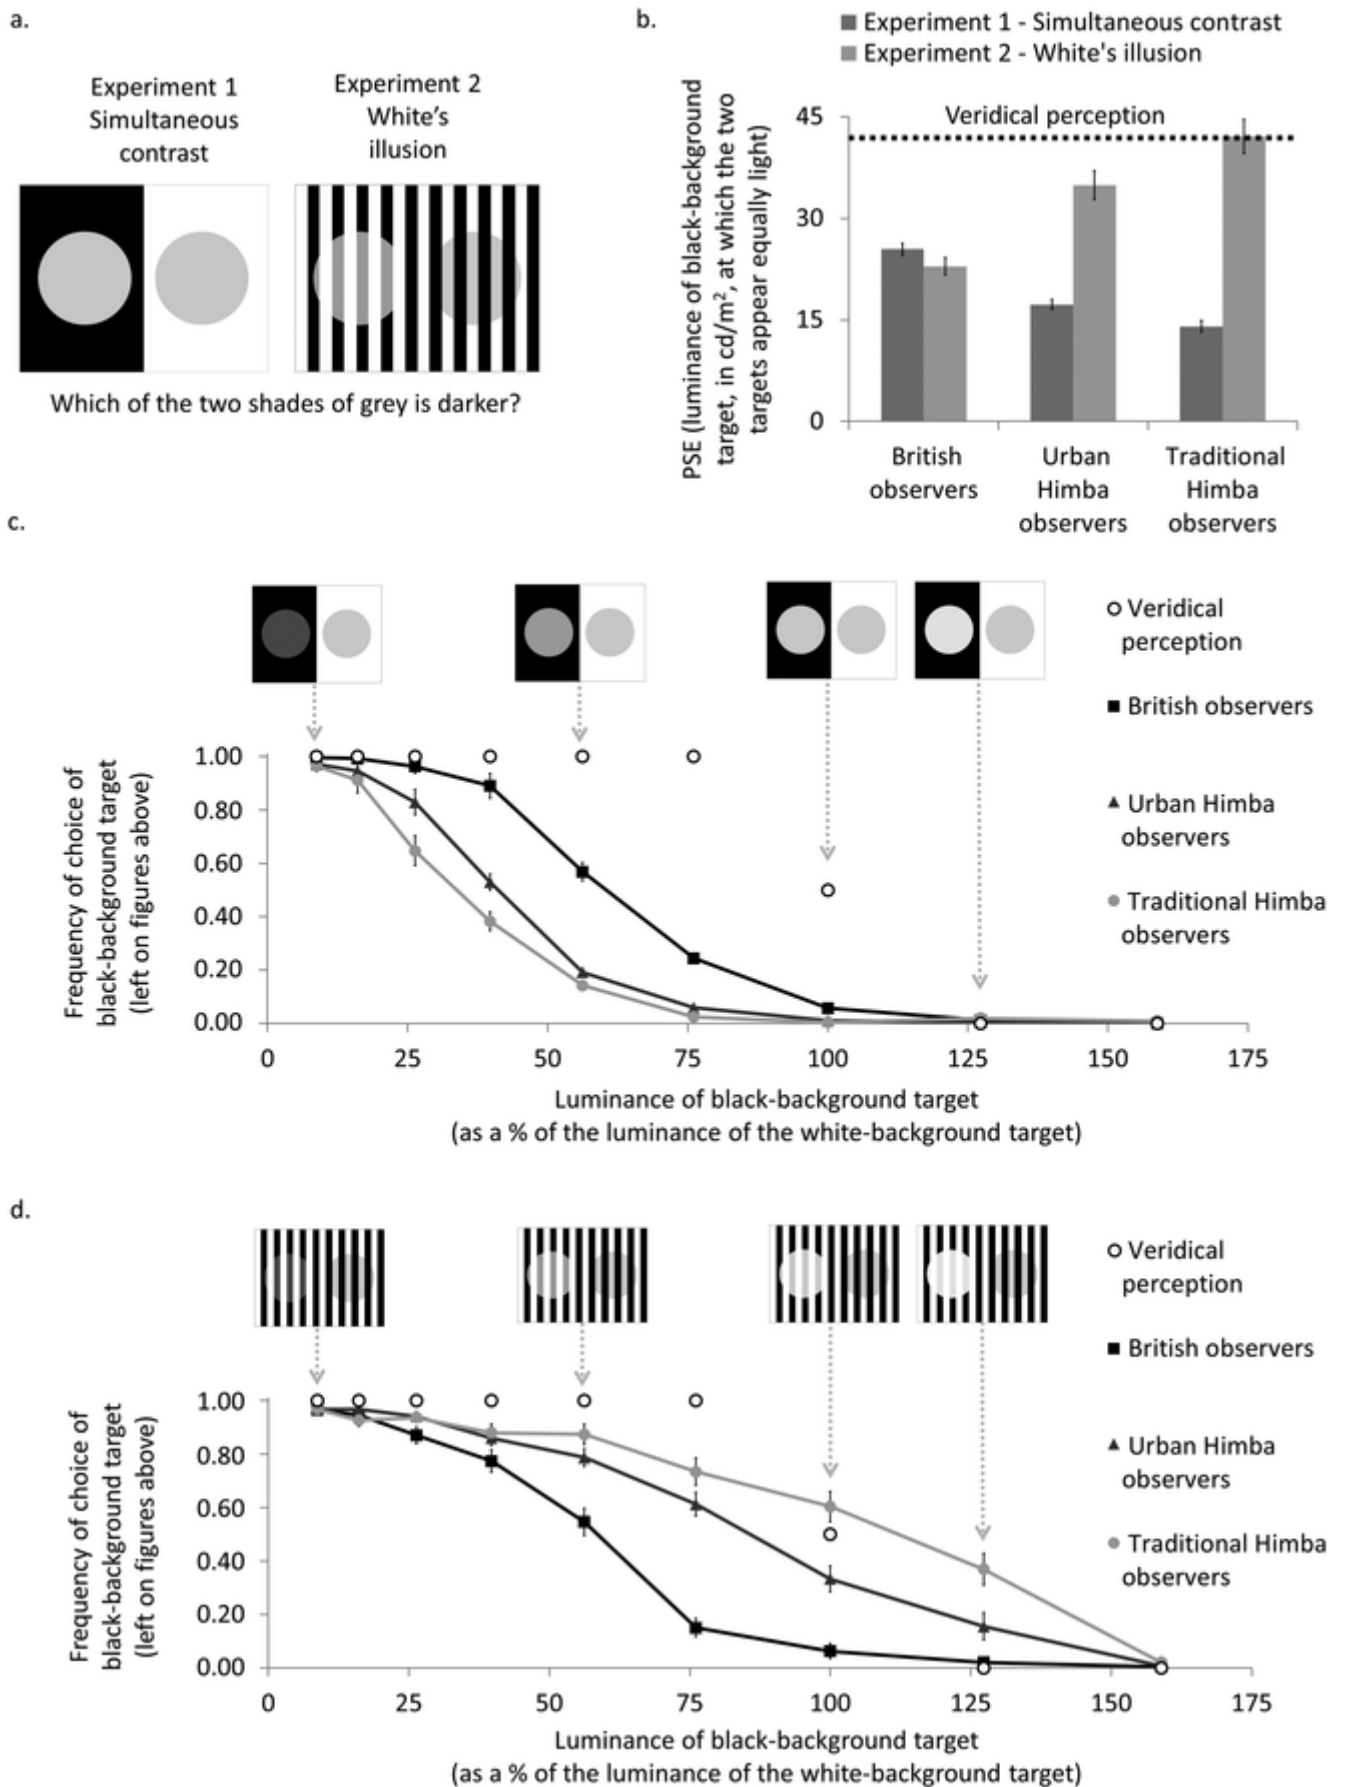 a.
Experiment 1
Simultaneous
contrast
Experiment 2
White's
illusion
Which of the two shades of grey is darker?
b.
Experiment 1 - Simultaneous contrast
Experiment 2 - White's illusion
PSE (luminance of black-background
target, in cd/m², at which the two
targets appear equally light)
Veridical perception
45
30
15
0
British
observers
Urban
Himba
observers
Traditional
Himba
observers
c.
Veridical
perception
British observers
Urban Himba
observers
Traditional Himba
observers
Frequency of choice of
black-background target
(left on figures above)
1.00
0.80
0.60
0.40
0.20
0.00
0 25 50 75 100 125 150 175
Luminance of black-background target
(as a % of the luminance of the white-background target)
d.
Veridical
perception
British observers
Urban Himba
observers
Traditional Himba
observers
Frequency of choice of
black-background target
(left on figures above)
1.00
0.80
0.60
0.40
0.20
0.00
0 25 50 75 100 125 150 175
Luminance of black-background target
(as a % of the luminance of the white-background target)